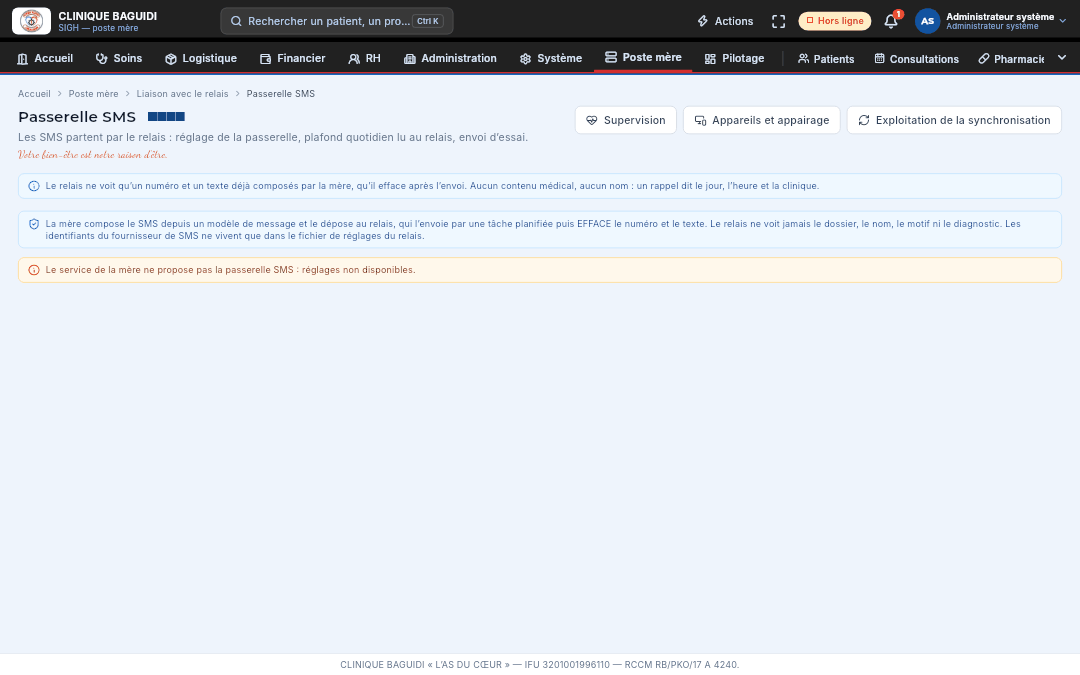 CLINIQUE BAGUIDI
SIGH — poste mère
Rechercher un patient, un pro... Ctrl K
Actions
Hors ligne
1
AS
Administrateur système
Administrateur système
Accueil Soins Logistique Financier RH Administration Système Poste mère Pilotage Patients Consultations Pharmacie
Accueil > Poste mère > Liaison avec le relais > Passerelle SMS
Passerelle SMS
Supervision
Appareils et appairage
Exploitation de la synchronisation
Les SMS partent par le relais : réglage de la passerelle, plafond quotidien lu au relais, envoi d'essai.
Votre bien-être est notre raison d'être.
Le relais ne voit qu'un numéro et un texte déjà composés par la mère, qu'il efface après l'envoi. Aucun contenu médical, aucun nom : un rappel dit le jour, l'heure et la clinique.
La mère compose le SMS depuis un modèle de message et le dépose au relais, qui l'envoie par une tâche planifiée puis EFFACE le numéro et le texte. Le relais ne voit jamais le dossier, le nom, le motif ni le diagnostic. Les
identifiants du fournisseur de SMS ne vivent que dans le fichier de réglages du relais.
Le service de la mère ne propose pas la passerelle SMS : réglages non disponibles.
CLINIQUE BAGUIDI « L'AS DU CŒUR » — IFU 3201001996110 — RCCM RB/PKO/17 A 4240.